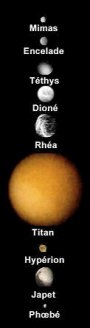 Mimas
Encelade
Téthys
Dioné
Rhéa
Titan
Hypérion
Japet
Phœbé